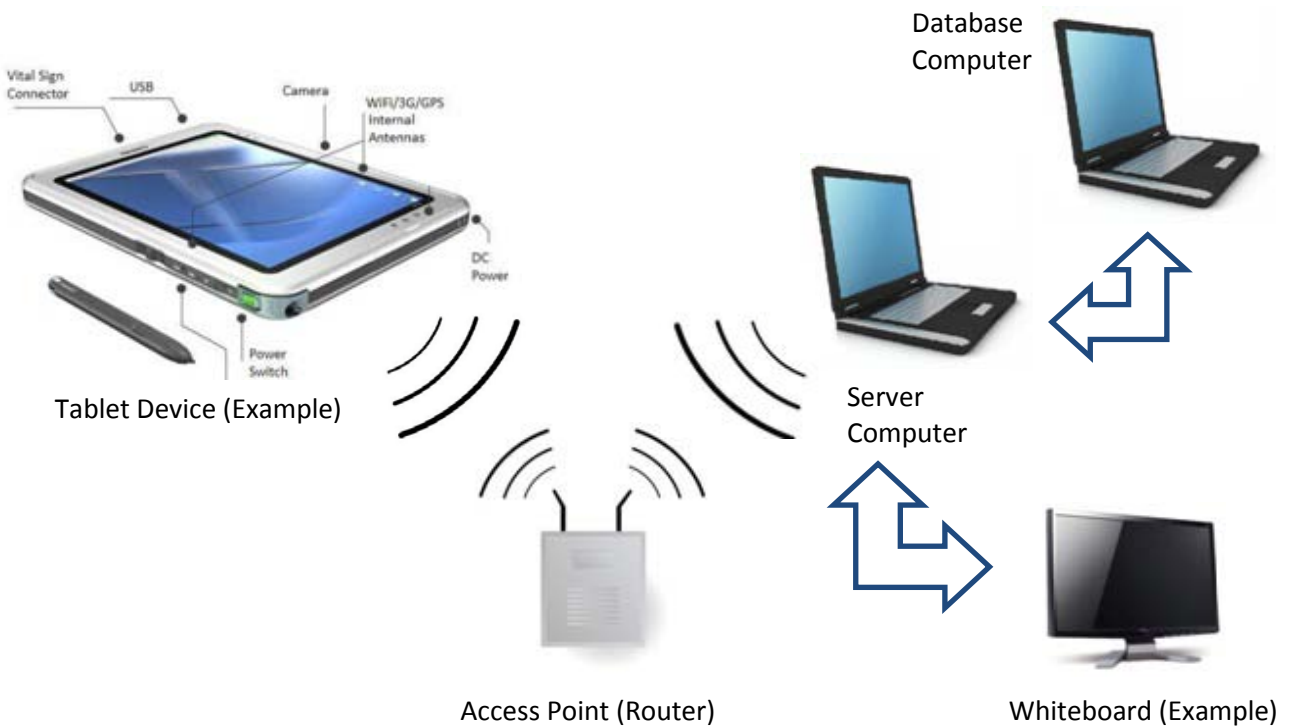 Database
Computer
Vital Sign
Connector
USB
Camera
WiFi/3G/GPS
Internal
Antennas
DC
Power
Power
Switch
Tablet Device (Example)
Server
Computer
Access Point (Router)
Whiteboard (Example)